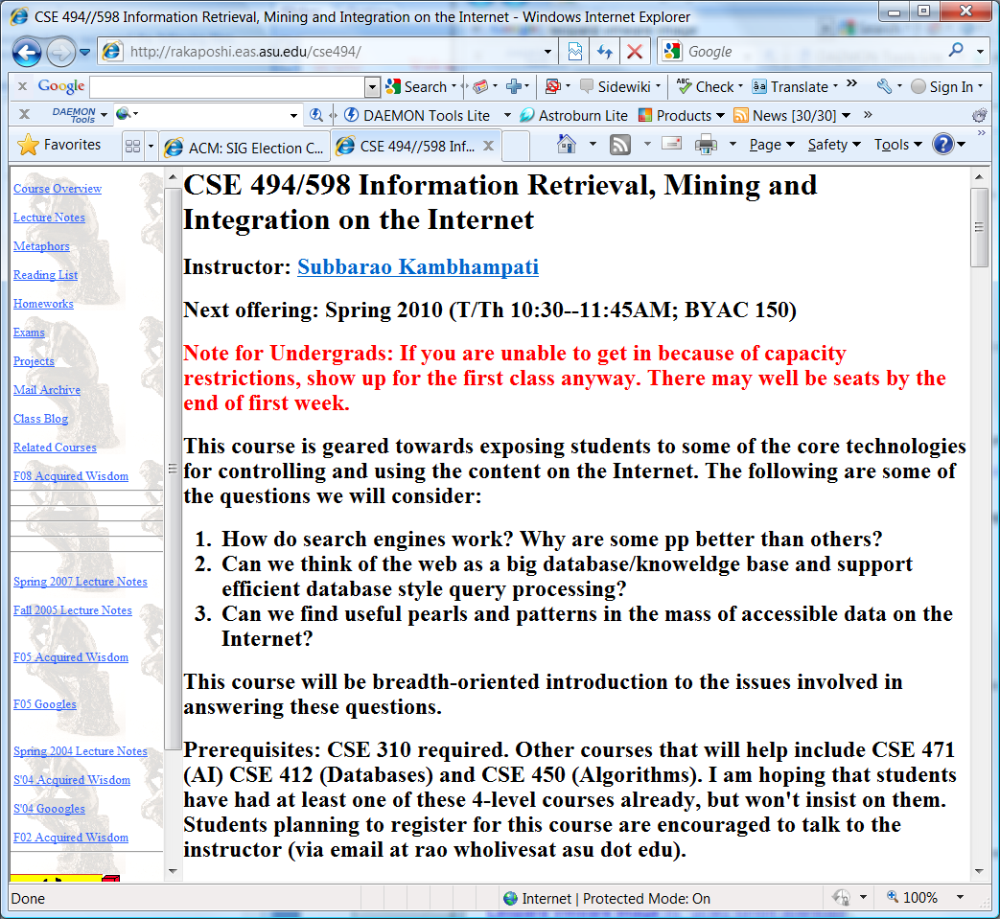 CSE 494//598 Information Retrieval, Mining and Integration on the Internet - Windows Internet Explorer
http://rakaposhi.eas.asu.edu/cse494/
Google
Google Search Sidewiki ABC Check Translate » Sign In
DAEMON Tools DAEMON Tools Lite Astroburn Lite Products News [30/30] »
Favorites ACM: SIG Election C... CSE 494//598 Inf... Page Safety Tools »
Course Overview
Lecture Notes
Metaphors
Reading List
Homeworks
Exams
Projects
Mail Archive
Class Blog
Related Courses
F08 Acquired Wisdom
Spring 2007 Lecture Notes
Fall 2005 Lecture Notes
F05 Acquired Wisdom
F05 Googles
Spring 2004 Lecture Notes
S'04 Acquired Wisdom
S'04 Gooogles
F02 Acquired Wisdom
CSE 494/598 Information Retrieval, Mining and
Integration on the Internet
Instructor: Subbarao Kambhampati
Next offering: Spring 2010 (T/Th 10:30--11:45AM; BYAC 150)
Note for Undergrads: If you are unable to get in because of capacity
restrictions, show up for the first class anyway. There may well be seats by the
end of first week.
This course is geared towards exposing students to some of the core technologies
for controlling and using the content on the Internet. The following are some of
the questions we will consider:
1. How do search engines work? Why are some pp better than others?
2. Can we think of the web as a big database/knoweldge base and support
efficient database style query processing?
3. Can we find useful pearls and patterns in the mass of accessible data on the
Internet?
This course will be breadth-oriented introduction to the issues involved in
answering these questions.
Prerequisites: CSE 310 required. Other courses that will help include CSE 471
(AI) CSE 412 (Databases) and CSE 450 (Algorithms). I am hoping that students
have had at least one of these 4-level courses already, but won't insist on them.
Students planning to register for this course are encouraged to talk to the
instructor (via email at rao wholivesat asu dot edu).
Done Internet | Protected Mode: On 100%